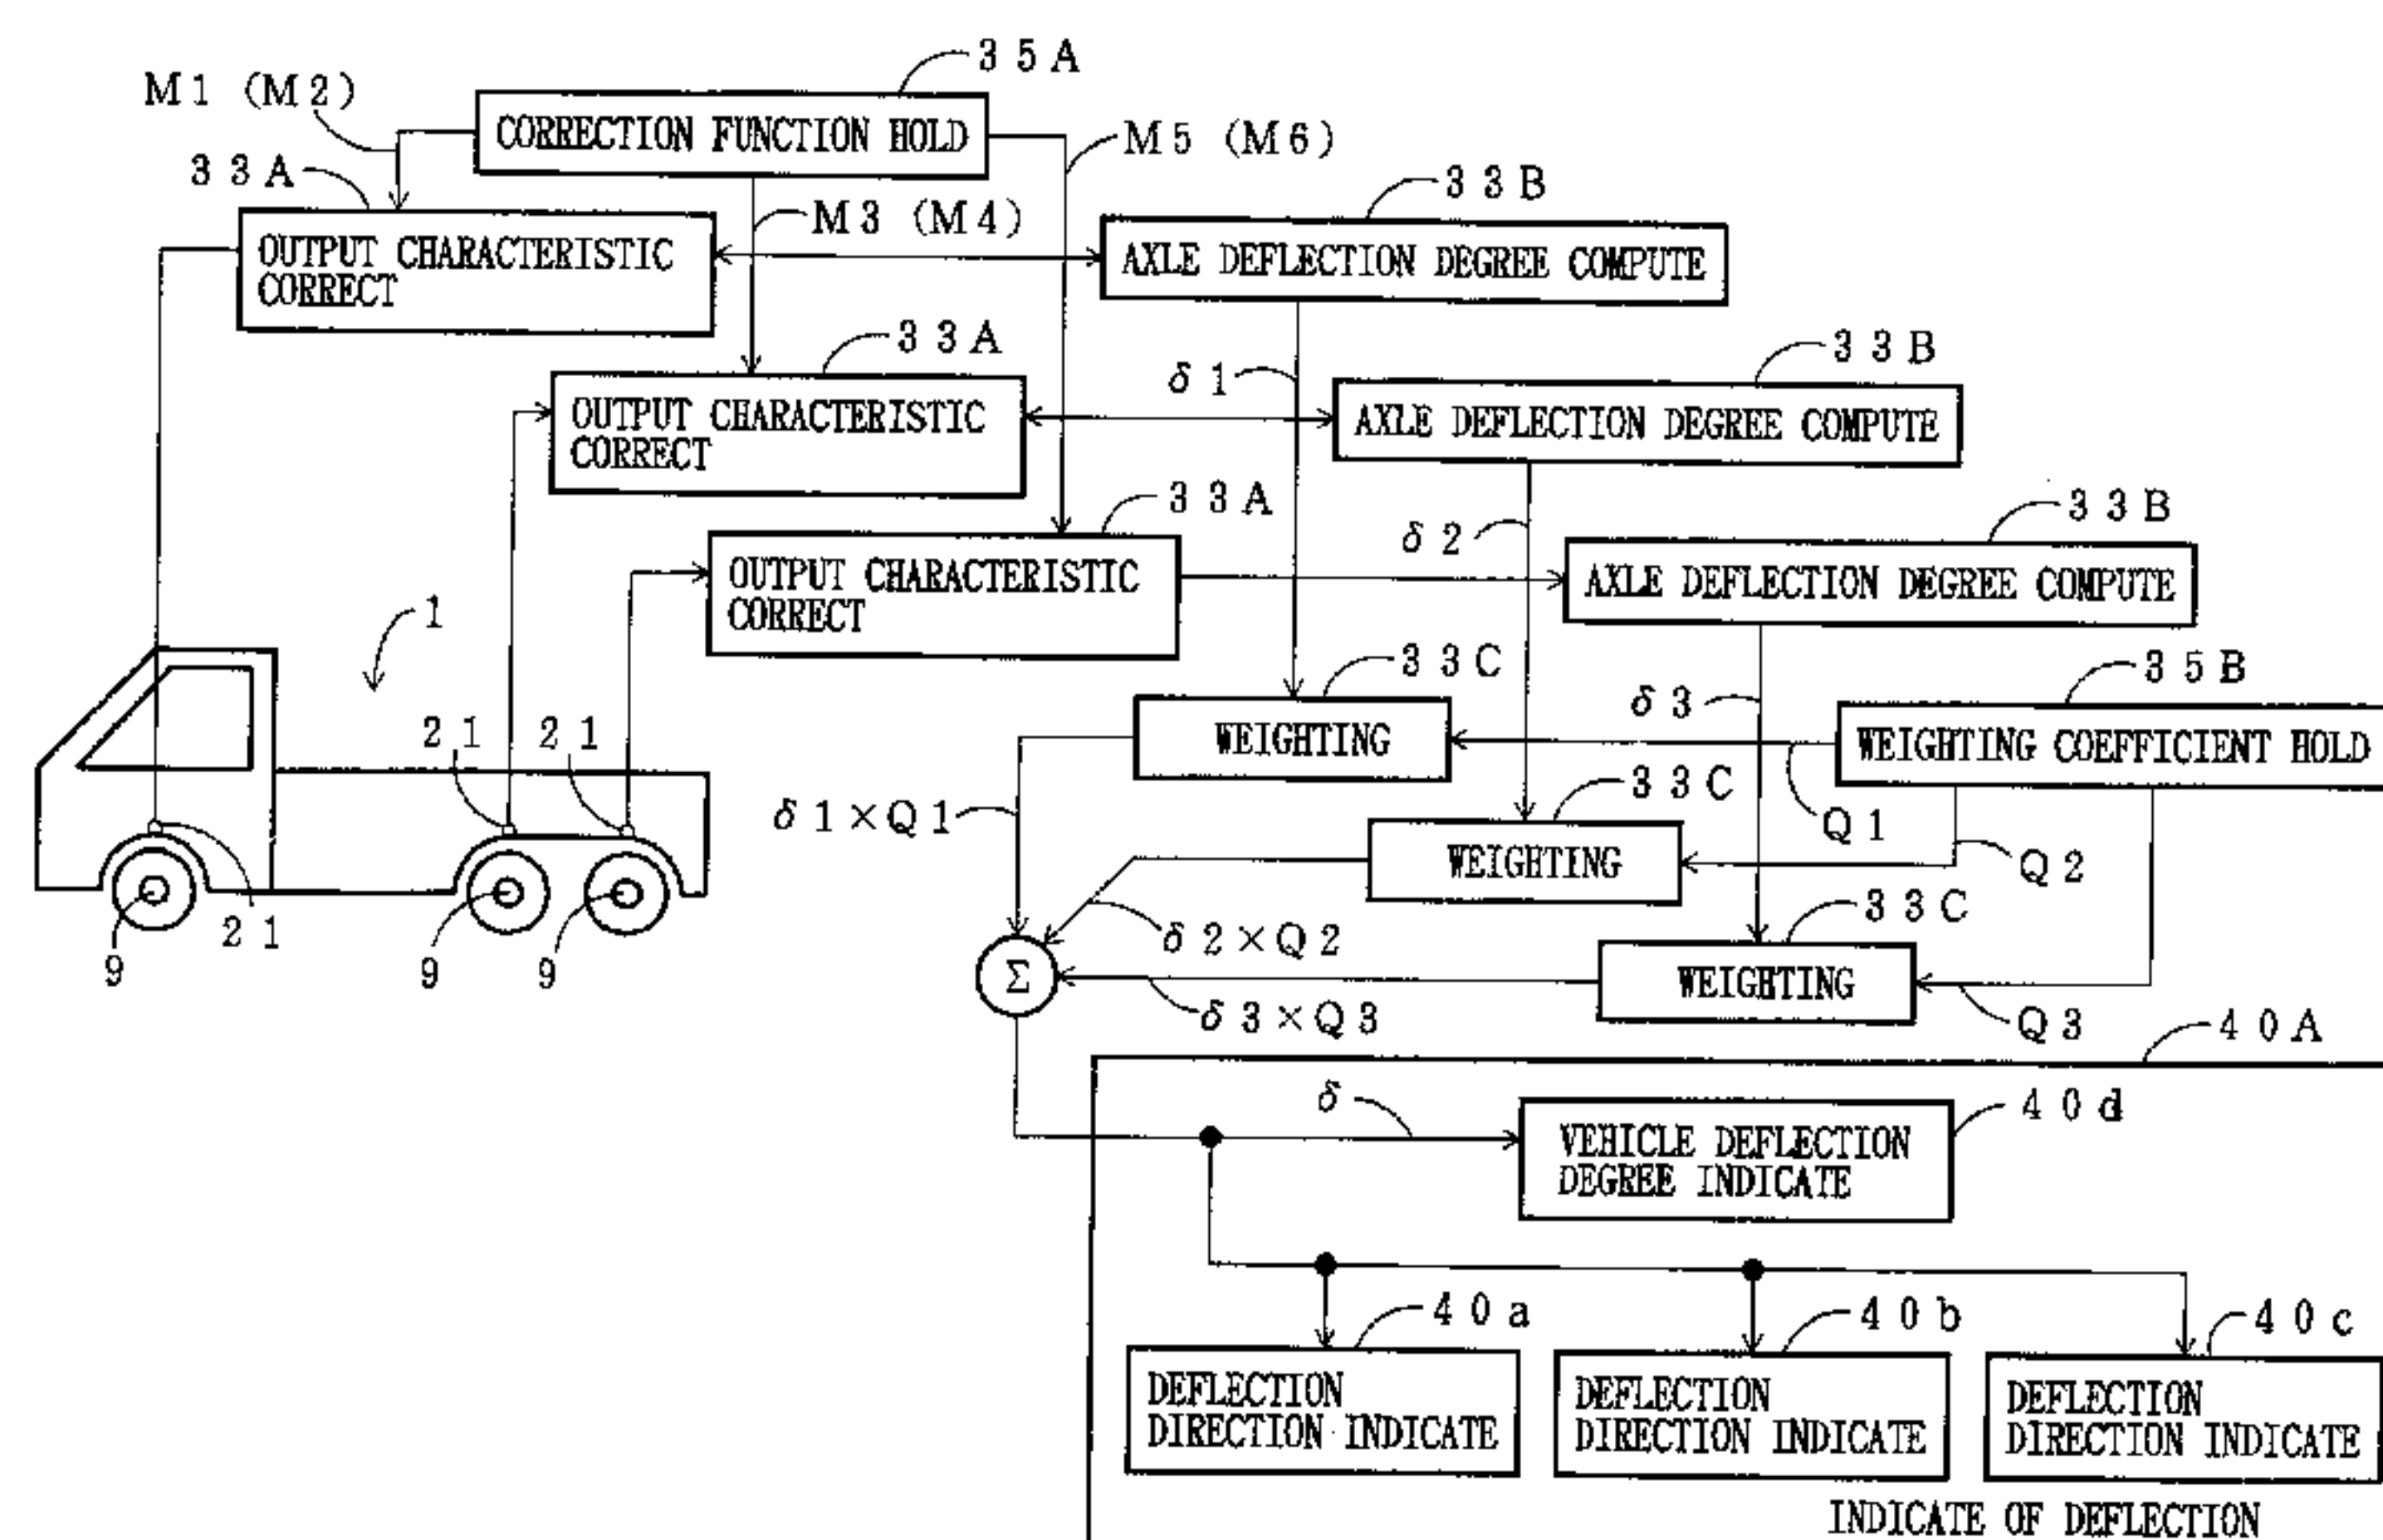 35A
M1 (M2)
CORRECTION FUNCTION HOLD
M5 (M6)
33A
33B
M3 (M4)
OUTPUT CHARACTERISTIC
CORRECT
AXLE DEFLECTION DEGREE COMPUTE
33A
δ1
33B
OUTPUT CHARACTERISTIC
CORRECT
AXLE DEFLECTION DEGREE COMPUTE
33A
δ2
33B
OUTPUT CHARACTERISTIC
CORRECT
AXLE DEFLECTION DEGREE COMPUTE
1
33C
δ3
35B
21
21
WEIGHTING
WEIGHTING COEFFICIENT HOLD
δ1×Q1
33C
Q1
WEIGHTING
Q2
21
9
9
9
δ2×Q2
33C
Σ
WEIGHTING
δ3×Q3
Q3
40A
δ
40d
VEHICLE DEFLECTION
DEGREE INDICATE
40a
40b
40c
DEFLECTION
DIRECTION INDICATE
DEFLECTION
DIRECTION INDICATE
DEFLECTION
DIRECTION INDICATE
INDICATE OF DEFLECTION